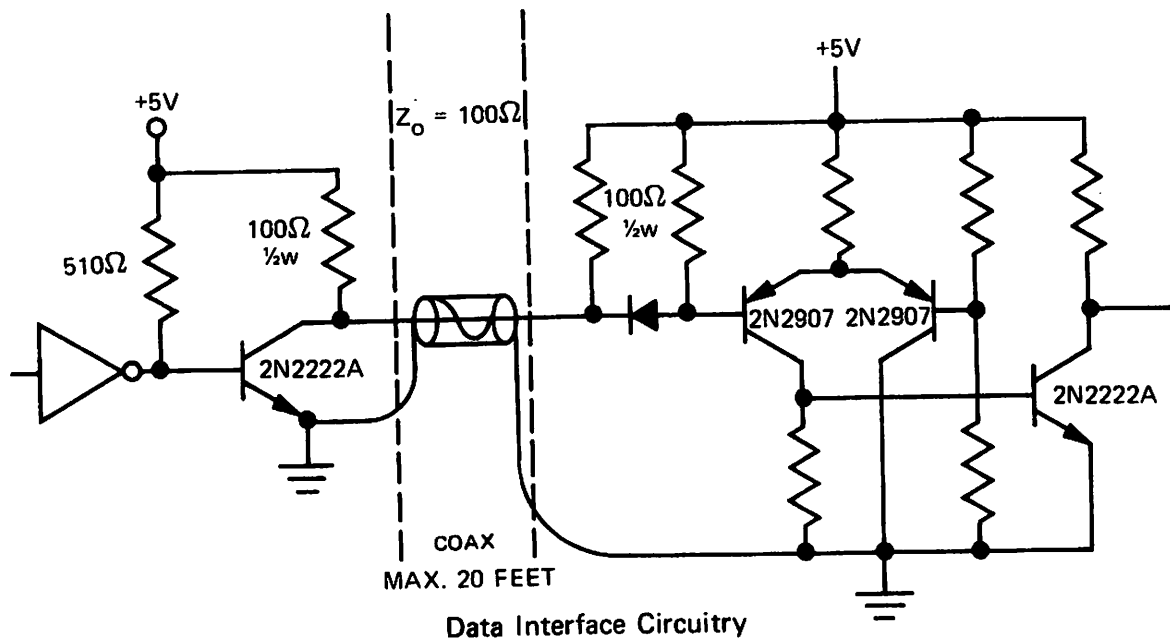 +5V
+5V
Z₀ = 100Ω
510Ω
100Ω
½w
100Ω
½w
2N2222A
2N2907
2N2907
2N2222A
COAX
MAX. 20 FEET
Data Interface Circuitry